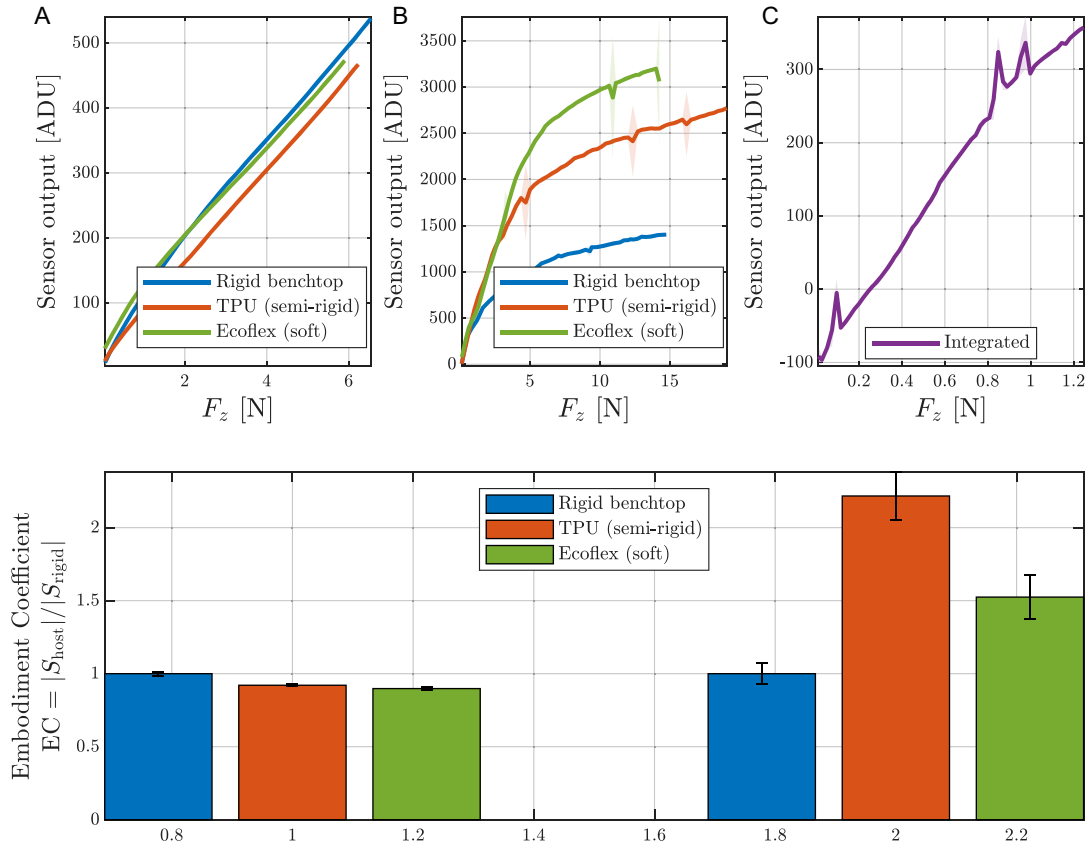 A
Sensor output [ADU]
500
400
300
200
100
2
4
6
F_z [N]
Rigid benchtop
TPU (semi-rigid)
Ecoflex (soft)
B
Sensor output [ADU]
3500
3000
2500
2000
1500
1000
500
0
5
10
15
F_z [N]
Rigid benchtop
TPU (semi-rigid)
Ecoflex (soft)
C
Sensor output [ADU]
300
200
100
0
-100
0.2
0.4
0.6
0.8
1
1.2
F_z [N]
Integrated
Embodiment Coefficient
EC = |S_host|/|S_rigid|
2
1.5
1
0.5
0
0.8
1
1.2
1.4
1.6
1.8
2
2.2
Rigid benchtop
TPU (semi-rigid)
Ecoflex (soft)